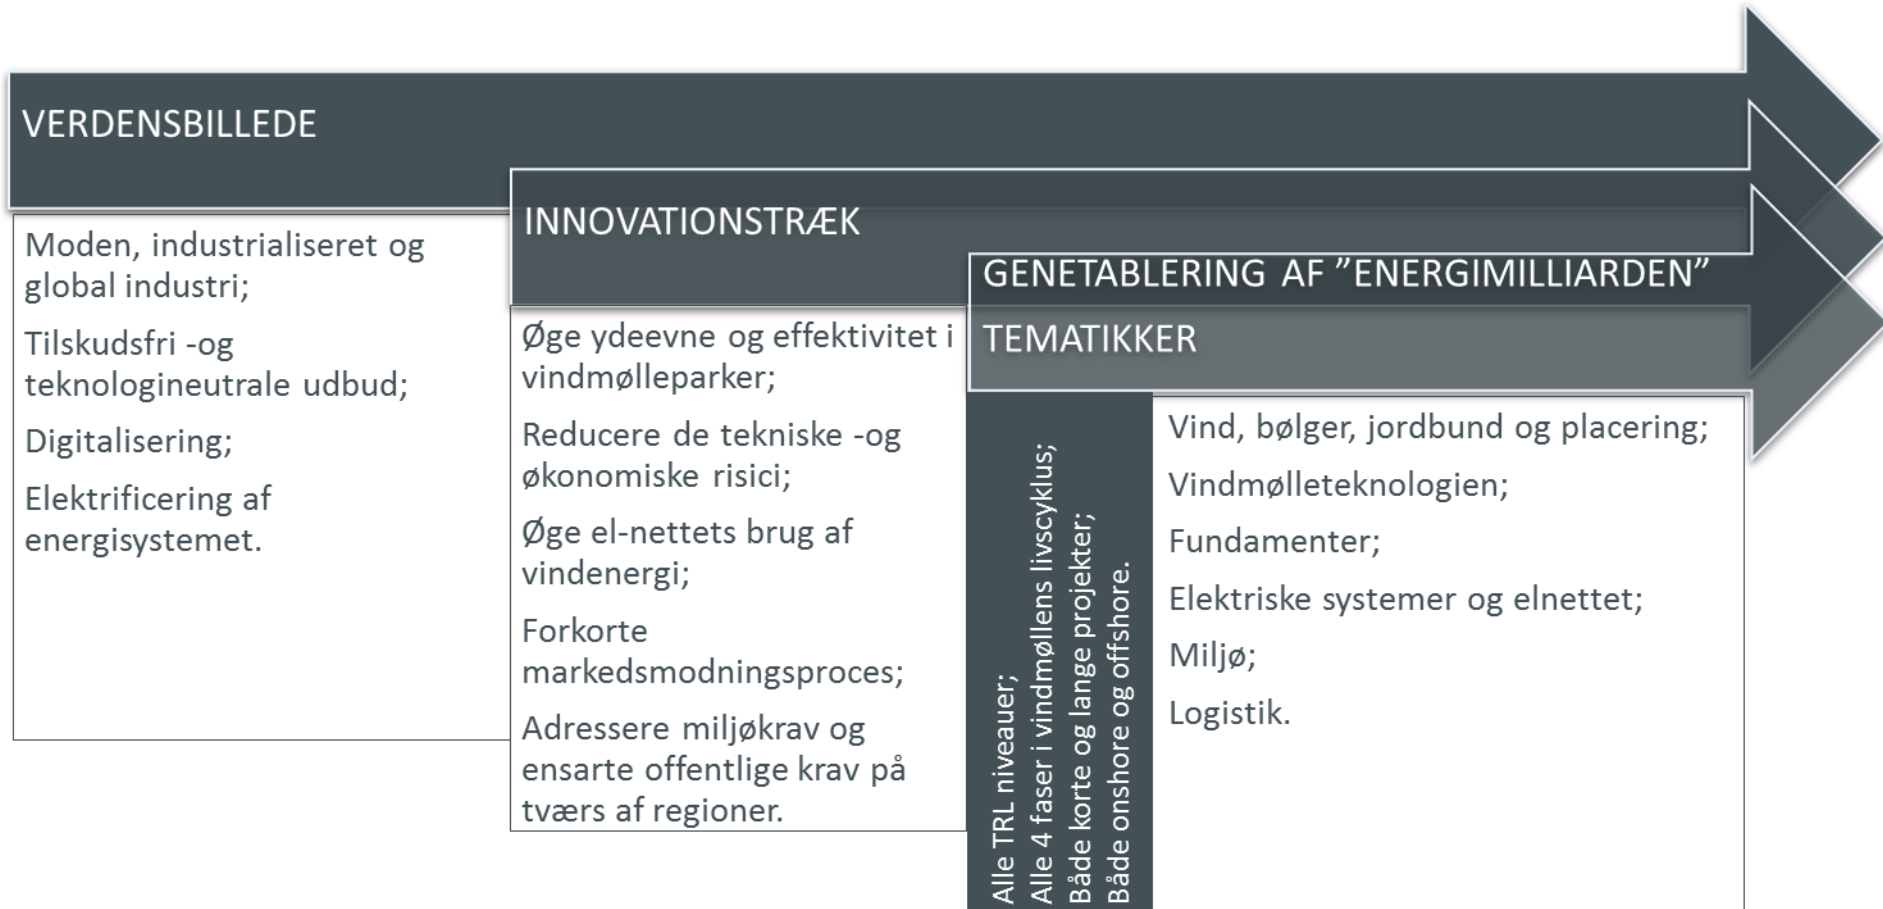 VERDENSBILLEDE
Moden, industrialiseret og
global industri;
Tilskudsfri -og
teknologineutrale udbud;
Digitalisering;
Elektrificering af
energisystemet.
INNOVATIONSTRÆK
Øge ydeevne og effektivitet i
vindmølleparker;
Reducere de tekniske -og
økonomiske risici;
Øge el-nettets brug af
vindenergi;
Forkorte
markedsmodningsproces;
Adressere miljøkrav og
ensarte offentlige krav på
tværs af regioner.
GENETABLERING AF ”ENERGIMILLIARDEN”
TEMATIKKER
Alle TRL niveauer;
Alle 4 faser i vindmøllens livscyklus;
Både korte og lange projekter;
Både onshore og offshore.
Vind, bølger, jordbund og placering;
Vindmølleteknologien;
Fundamenter;
Elektriske systemer og elnettet;
Miljø;
Logistik.